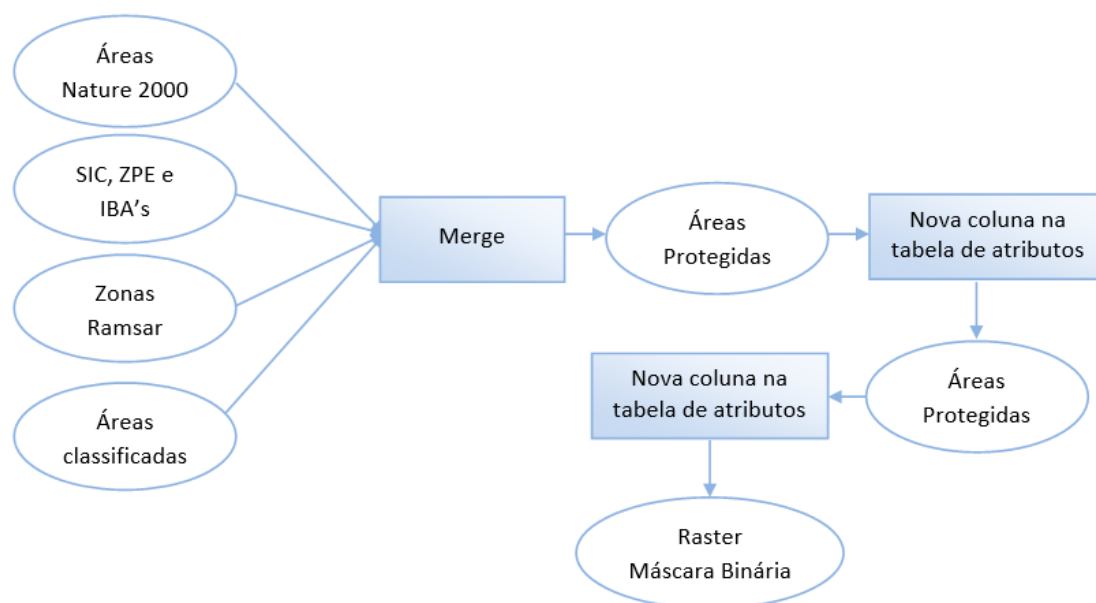 Áreas
Nature 2000
SIC, ZPE e
IBA's
Zonas
Ramsar
Áreas
classificadas
Merge
Áreas
Protegidas
Nova coluna na
tabela de atributos
Áreas
Protegidas
Nova coluna na
tabela de atributos
Raster
Máscara Binária